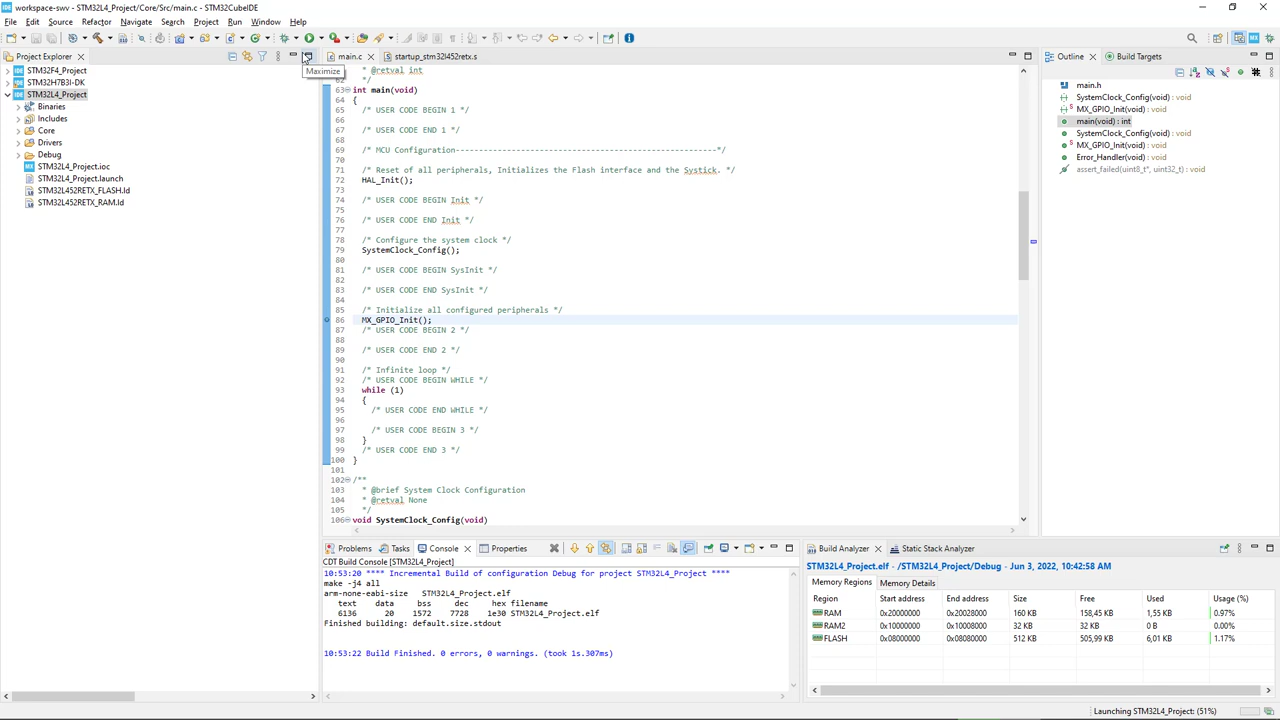 workspace-swv - STM32L4_Project/Core/Src/main.c - STM32CubeIDE
File Edit Source Refactor Navigate Search Project Run Window Help
Project Explorer
Maximize
STM32F4_Project
STM32H7B3I-DK
STM32L4_Project
Binaries
Includes
Core
Drivers
Debug
STM32L4_Project.ioc
STM32L4_Project.launch
STM32L452RETX_FLASH.ld
STM32L452RETX_RAM.ld
main.c startup_stm32l452retx.s
* @retval int
62 */
63 int main(void)
64 {
65 /* USER CODE BEGIN 1 */
66
67 /* USER CODE END 1 */
68
69 /* MCU Configuration--------------------------------------------------------*/
70
71 /* Reset of all peripherals, Initializes the Flash interface and the Systick. */
72 HAL_Init();
73
74 /* USER CODE BEGIN Init */
75
76 /* USER CODE END Init */
77
78 /* Configure the system clock */
79 SystemClock_Config();
80
81 /* USER CODE BEGIN SysInit */
82
83 /* USER CODE END SysInit */
84
85 /* Initialize all configured peripherals */
86 MX_GPIO_Init();
87 /* USER CODE BEGIN 2 */
88
89 /* USER CODE END 2 */
90
91 /* Infinite loop */
92 /* USER CODE BEGIN WHILE */
93 while (1)
94 {
95 /* USER CODE END WHILE */
96
97 /* USER CODE BEGIN 3 */
98 }
99 /* USER CODE END 3 */
100 }
101
102 /**
103 * @brief System Clock Configuration
104 * @retval None
105 */
106 void SystemClock_Config(void)
Outline Build Targets
main.h
SystemClock_Config(void) : void
MX_GPIO_Init(void) : void
main(void) : int
SystemClock_Config(void) : void
MX_GPIO_Init(void) : void
Error_Handler(void) : void
assert_failed(uint8_t*, uint32_t) : void
Problems Tasks Console Properties
CDT Build Console [STM32L4_Project]
10:53:20 **** Incremental Build of configuration Debug for project STM32L4_Project ****
make -j4 all
arm-none-eabi-size STM32L4_Project.elf
text data bss dec hex filename
6136 20 1572 7728 1e30 STM32L4_Project.elf
Finished building: default.size.stdout
10:53:22 Build Finished. 0 errors, 0 warnings. (took 1s.307ms)
Build Analyzer Static Stack Analyzer
STM32L4_Project.elf - /STM32L4_Project/Debug - Jun 3, 2022, 10:42:58 AM
Memory Regions Memory Details
Region Start address End address Size Free Used Usage (%)
RAM 0x20000000 0x20028000 160 KB 158,45 KB 1,55 KB 0.97%
RAM2 0x10000000 0x10008000 32 KB 32 KB 0 B 0.00%
FLASH 0x08000000 0x08080000 512 KB 505,99 KB 6,01 KB 1.17%
Launching STM32L4_Project: (51%)